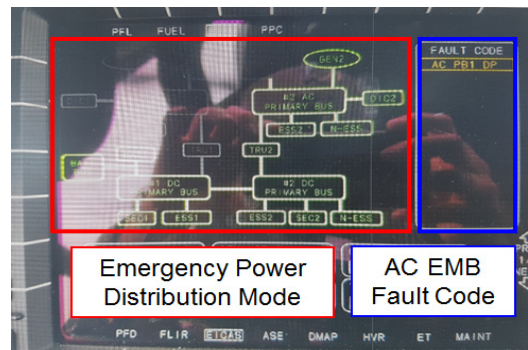 PFL FUEL PPC
GEN2
FAULT CODE
AC PB1 DP
#2 AC
PRIMARY BUS
ESS2 N-ESS
TRU1 TRU2
#1 DC
PRIMARY BUS
#2 DC
PRIMARY BUS
SEC1 ESS1 ESS2 SEC2 N-ESS
Emergency Power
Distribution Mode
AC EMB
Fault Code
PFD FLIR EICAS ASE DMAP HVR ET MAINT